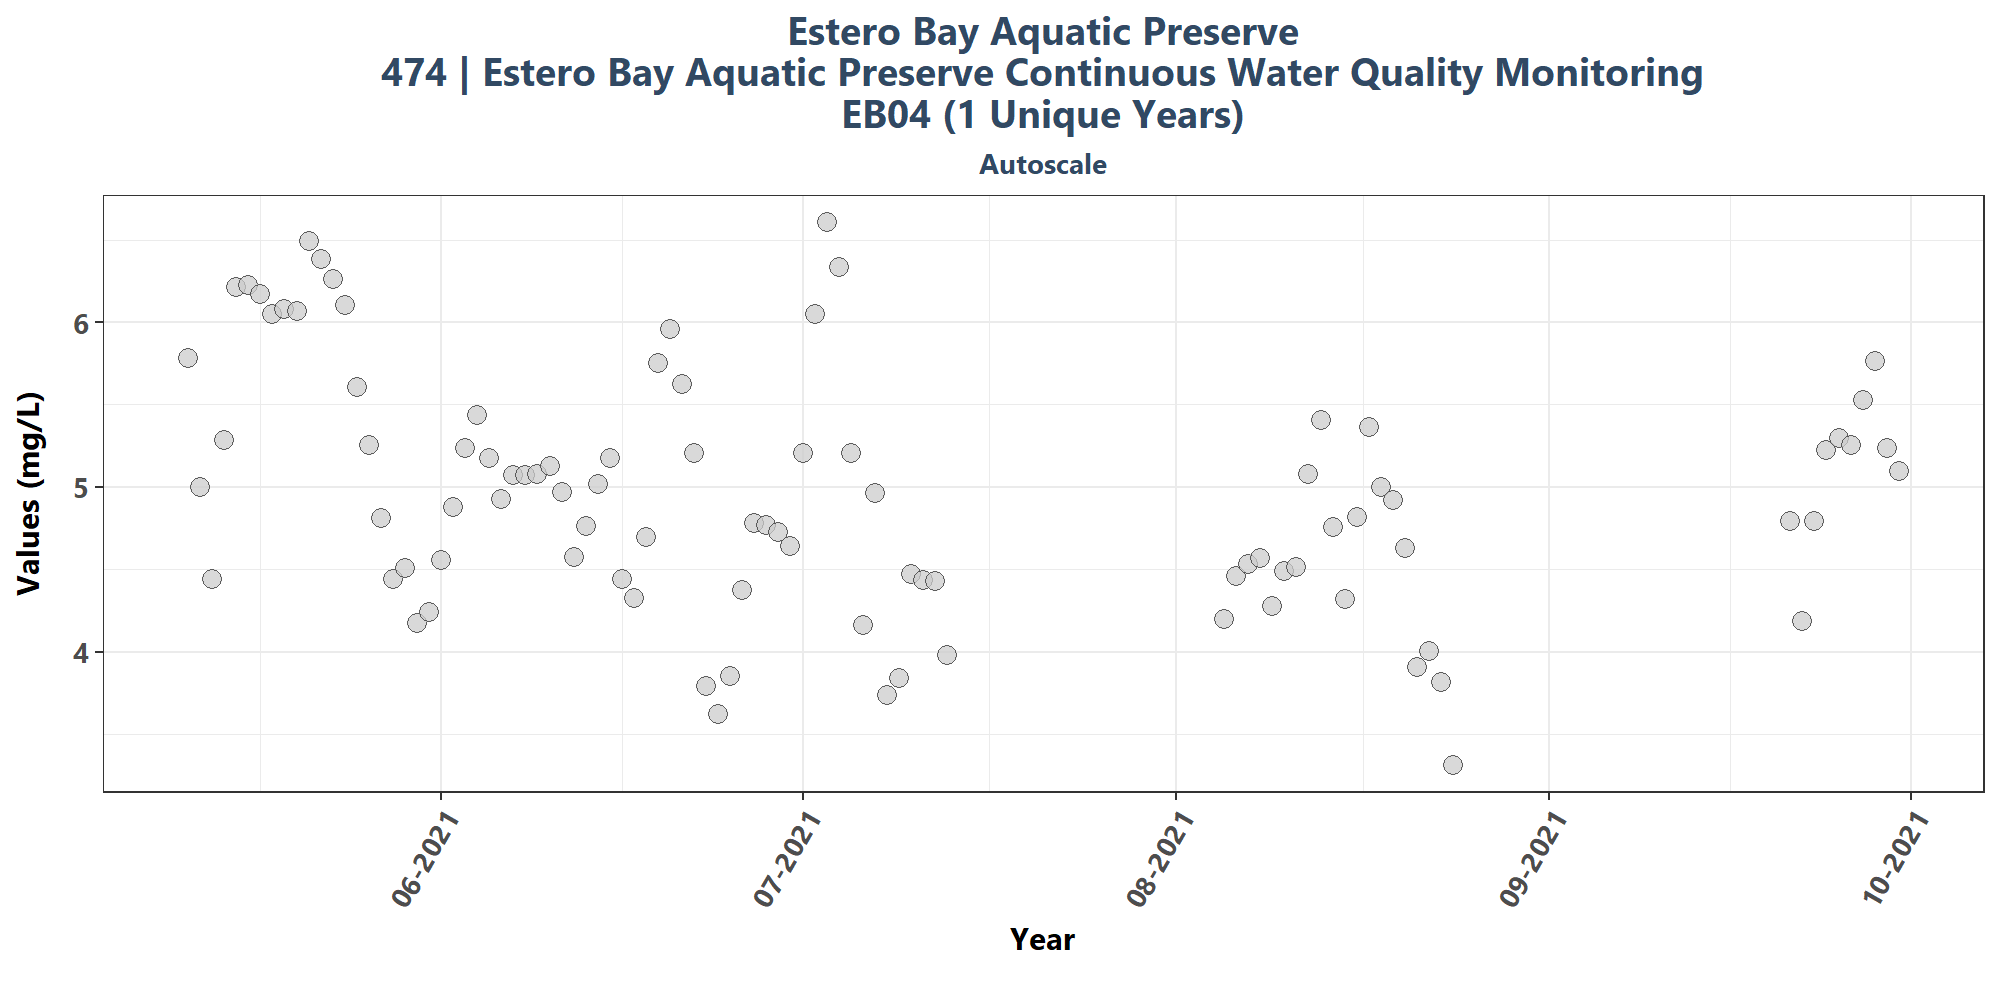 Estero Bay Aquatic Preserve
474 | Estero Bay Aquatic Preserve Continuous Water Quality Monitoring
EB04 (1 Unique Years)
Autoscale
Values (mg/L)
6
5
4
06-2021
07-2021
08-2021
09-2021
10-2021
Year